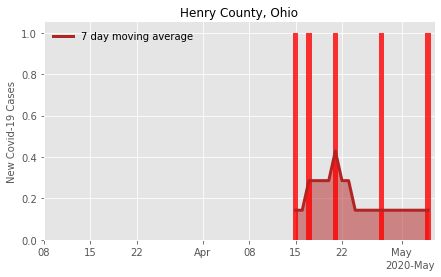 Henry County, Ohio
7 day moving average
New Covid-19 Cases
1.0
0.8
0.6
0.4
0.2
0.0
08 15 22 Apr 08 15 22 May
2020-May